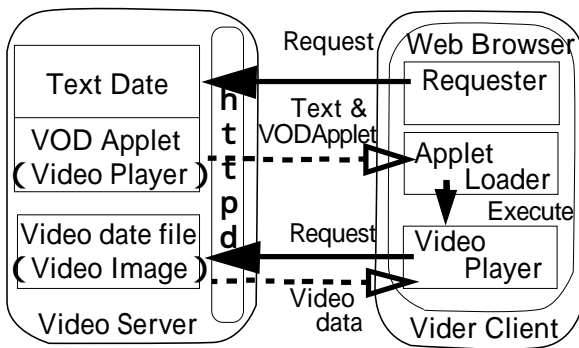 Request
Web Browser
Text Date
Requester
httpd
Text &
VODApplet
VOD Applet
(Video Player)
Applet
Loader
Execute
Video date file
(Video Image)
Request
Video
Player
Video
data
Video Server
Vider Client